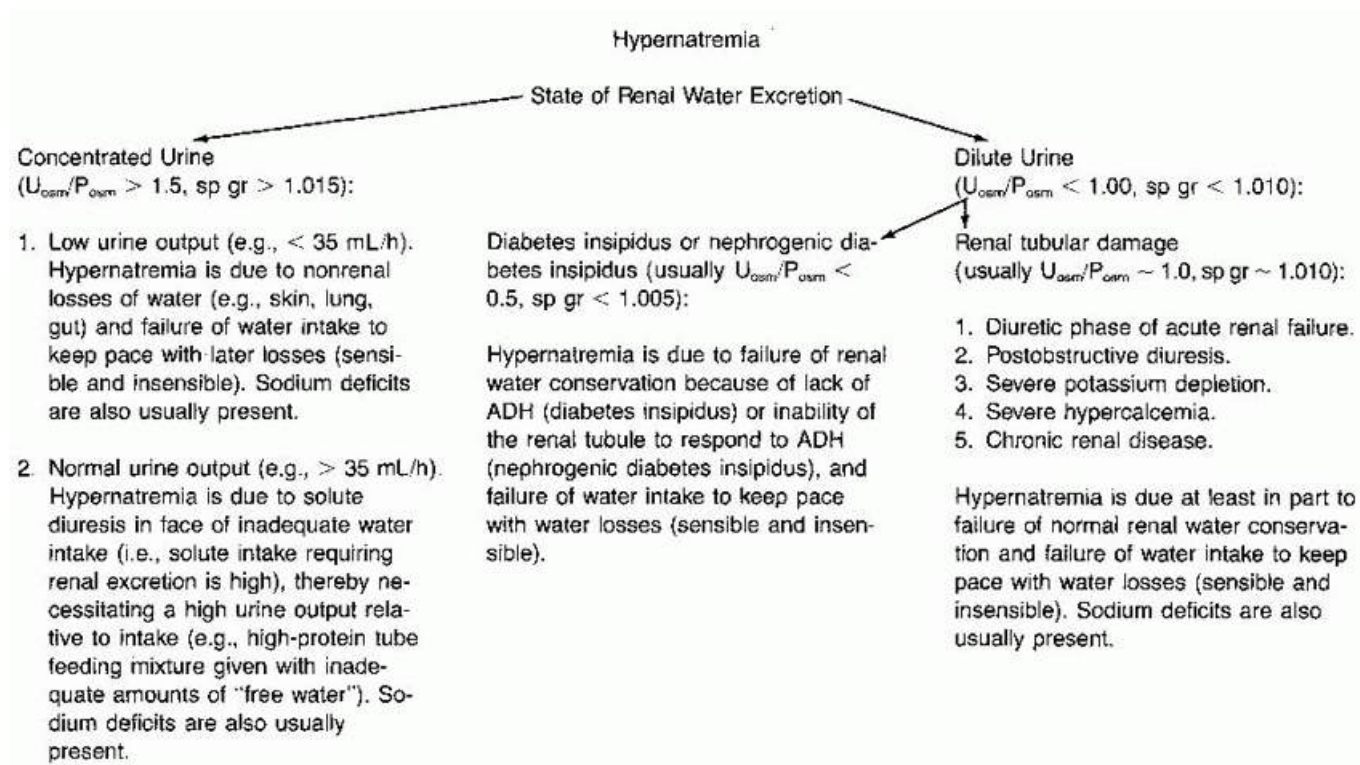 Hypernatremia
State of Renal Water Excretion
Concentrated Urine
(Uosm/Posm > 1.5, sp gr > 1.015):
1. Low urine output (e.g., < 35 mL/h).
Hypernatremia is due to nonrenal
losses of water (e.g., skin, lung,
gut) and failure of water intake to
keep pace with later losses (sensi-
ble and insensible). Sodium deficits
are also usually present.
2. Normal urine output (e.g., > 35 mL/h).
Hypernatremia is due to solute
diuresis in face of inadequate water
intake (i.e., solute intake requiring
renal excretion is high), thereby ne-
cessitating a high urine output rela-
tive to intake (e.g., high-protein tube
feeding mixture given with inade-
quate amounts of "free water"). So-
dium deficits are also usually
present.
Dilute Urine
(Uosm/Posm < 1.00, sp gr < 1.010):
Diabetes insipidus or nephrogenic dia-
betes insipidus (usually Uosm/Posm <
0.5, sp gr < 1.005):
Hypernatremia is due to failure of renal
water conservation because of lack of
ADH (diabetes insipidus) or inability of
the renal tubule to respond to ADH
(nephrogenic diabetes insipidus), and
failure of water intake to keep pace
with water losses (sensible and insen-
sible).
Renal tubular damage
(usually Uosm/Posm ~ 1.0, sp gr ~ 1.010):
1. Diuretic phase of acute renal failure.
2. Postobstructive diuresis.
3. Severe potassium depletion.
4. Severe hypercalcemia.
5. Chronic renal disease.
Hypernatremia is due at least in part to
failure of normal renal water conserva-
tion and failure of water intake to keep
pace with water losses (sensible and
insensible). Sodium deficits are also
usually present.